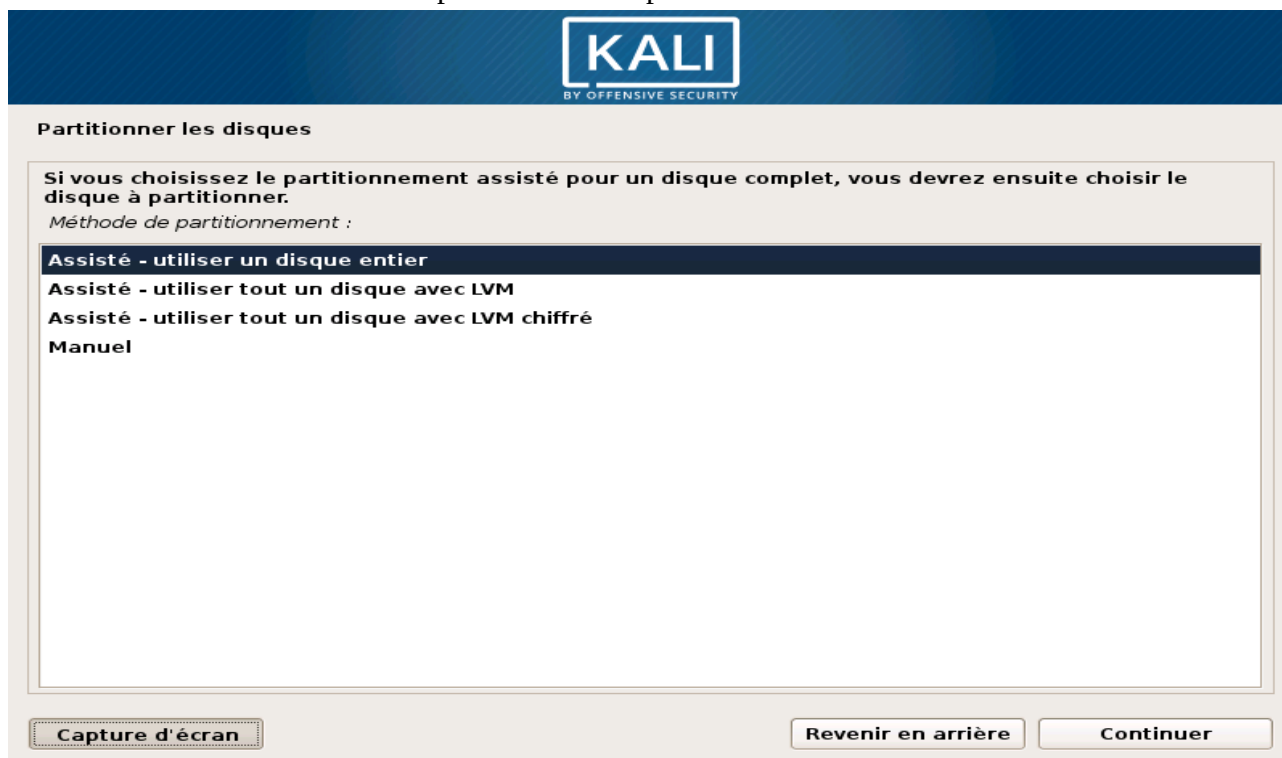 KALI
BY OFFENSIVE SECURITY
Partitionner les disques
Si vous choisissez le partitionnement assisté pour un disque complet, vous devrez ensuite choisir le
disque à partitionner.
Méthode de partitionnement :
Assisté - utiliser un disque entier
Assisté - utiliser tout un disque avec LVM
Assisté - utiliser tout un disque avec LVM chiffré
Manuel
Capture d'écran
Revenir en arrière
Continuer